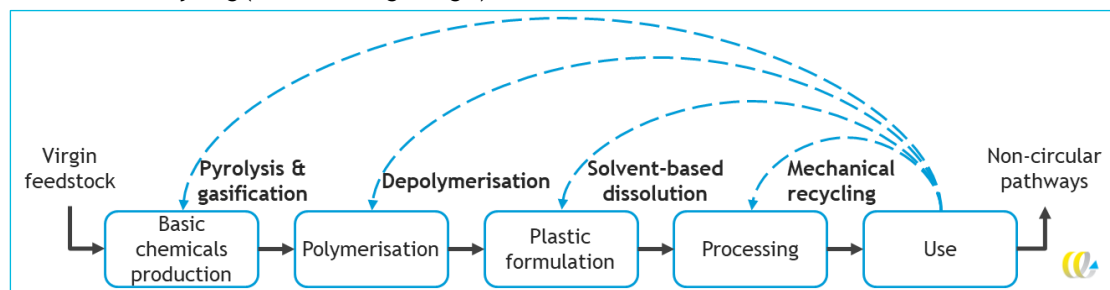 Virgin
feedstock
Pyrolysis &
gasification
Depolymerisation
Solvent-based
dissolution
Mechanical
recycling
Non-circular
pathways
Basic
chemicals
production
Polymerisation
Plastic
formulation
Processing
Use